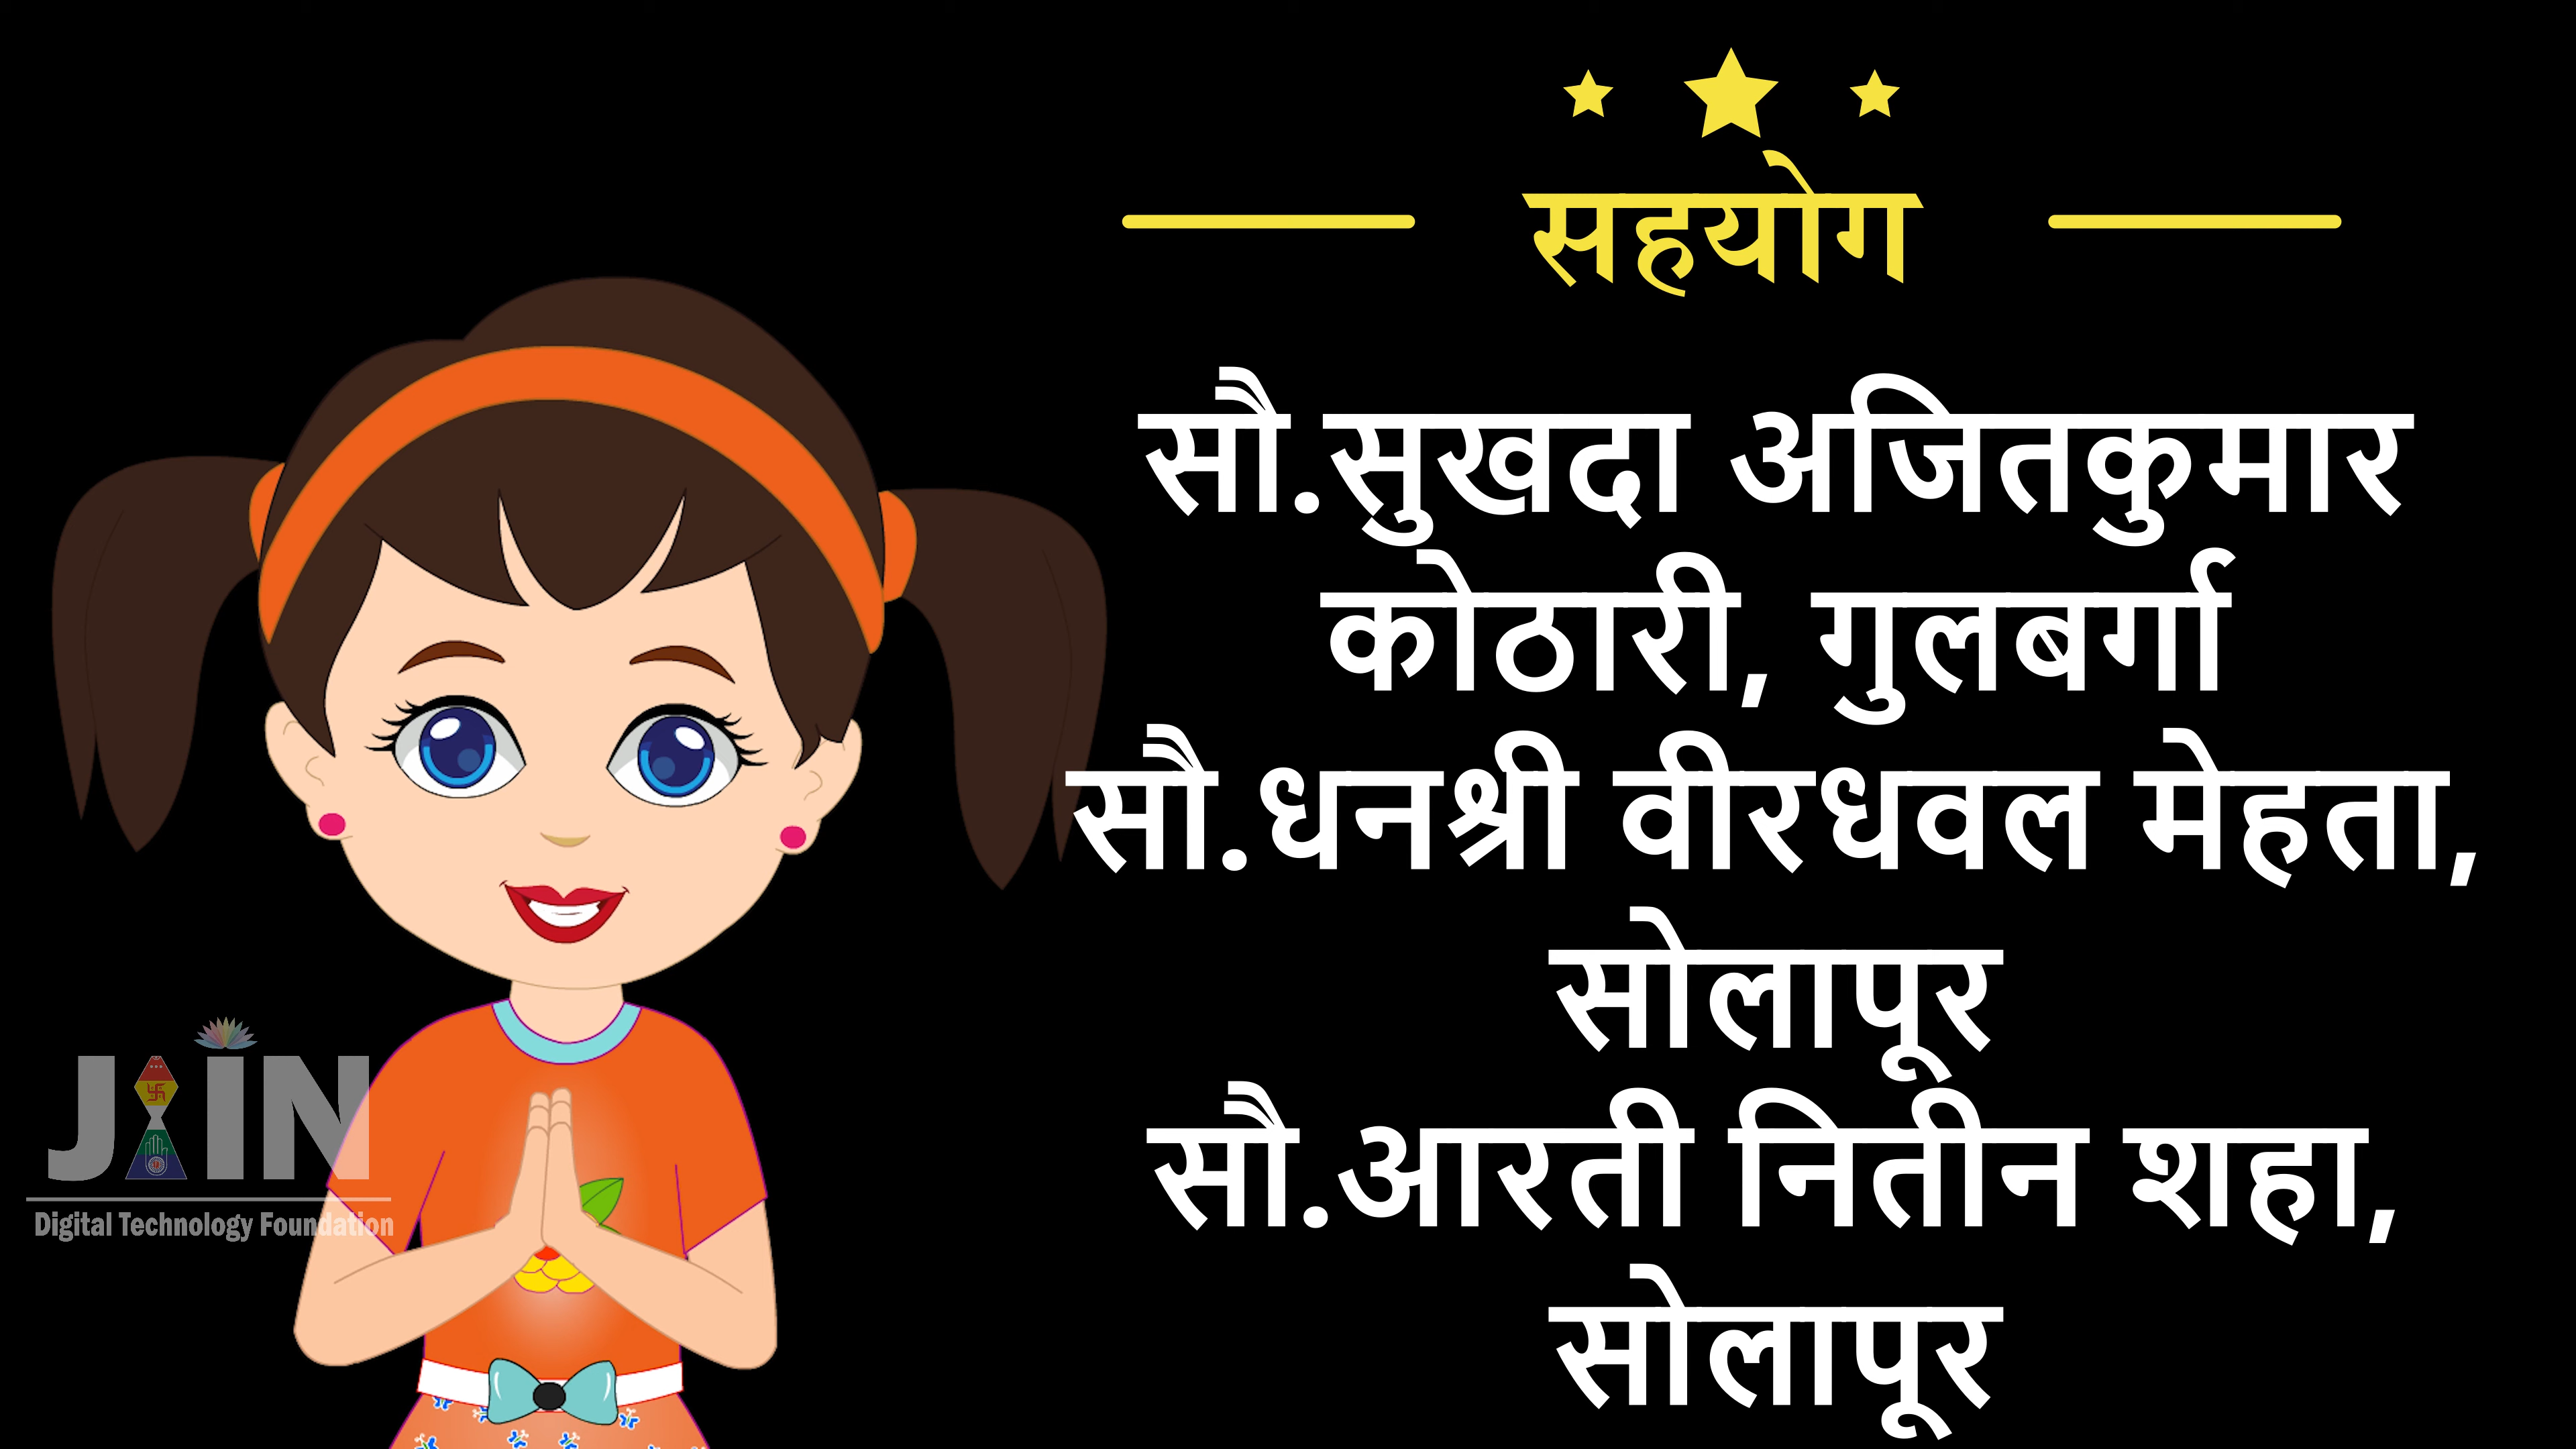 सहयोग
सौ.सुखदा अजितकुमार
कोठारी, गुलबर्गा
सौ.धनश्री वीरधवल मेहता,
सोलापूर
सौ.आरती नितीन शहा,
सोलापूर
JAIN
Digital Technology Foundation